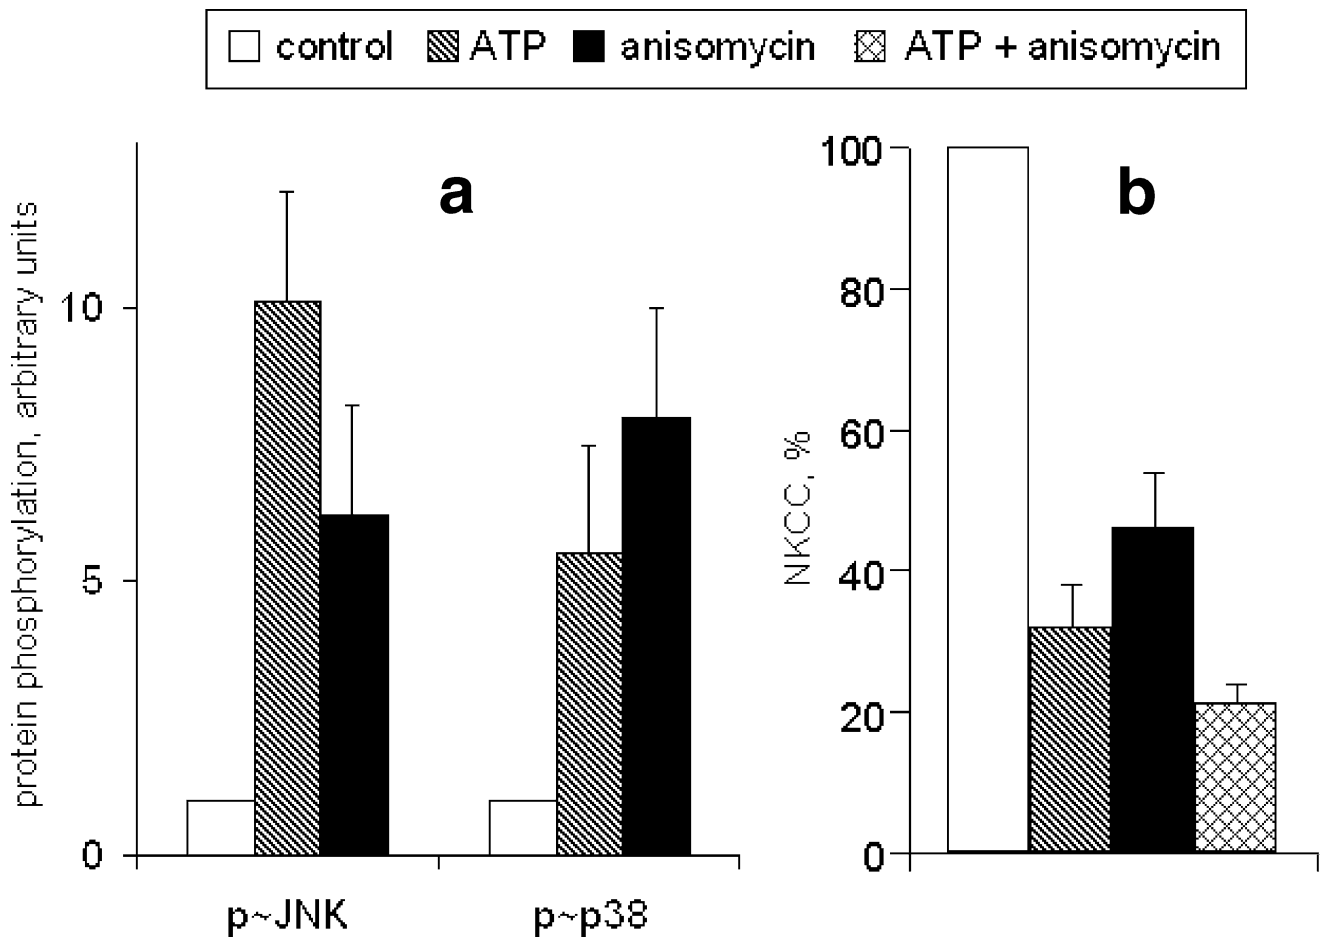 control ATP anisomycin ATP + anisomycin
a
protein phosphorylation, arbitrary units
10
5
0
p~JNK p~p38
b
NKCC, %
100
80
60
40
20
0